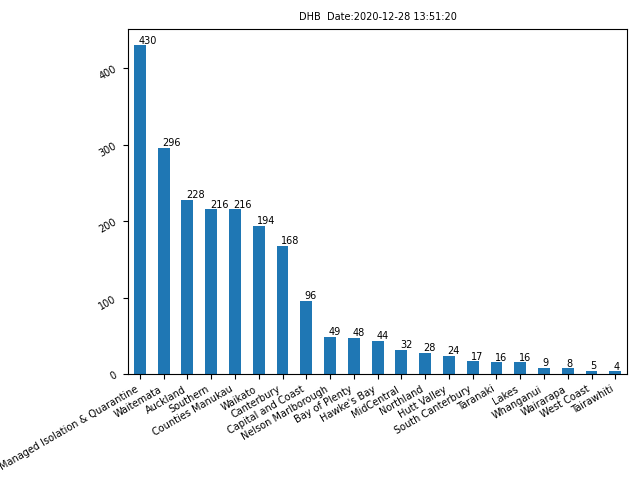 DHB  Date:2020-12-28 13:51:20
400
300
200
100
0
430
296
228
216
216
194
168
96
49
48
44
32
28
24
17
16
16
9
8
5
4
Managed Isolation & Quarantine
Waitemata
Auckland
Southern
Counties Manukau
Waikato
Canterbury
Capital and Coast
Nelson Marlborough
Bay of Plenty
Hawke's Bay
MidCentral
Northland
Hutt Valley
South Canterbury
Taranaki
Lakes
Whanganui
Wairarapa
West Coast
Tairawhiti